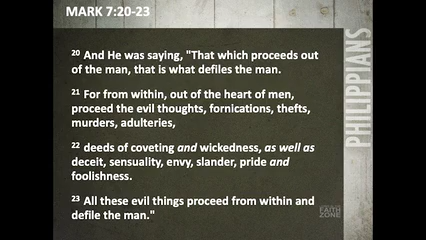 MARK 7:20-23
20 And He was saying, "That which proceeds out
of the man, that is what defiles the man.
21 For from within, out of the heart of men,
proceed the evil thoughts, fornications, thefts,
murders, adulteries,
22 deeds of coveting and wickedness, as well as
deceit, sensuality, envy, slander, pride and
foolishness.
23 All these evil things proceed from within and
defile the man."
PHILIPPIANS
FAITH
ZONE